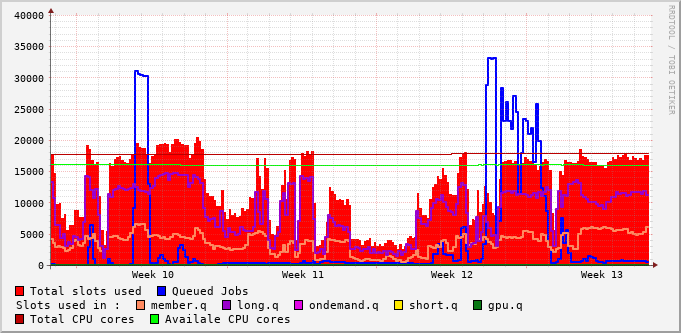 40000
35000
30000
25000
20000
15000
10000
5000
0
Week 10 Week 11 Week 12 Week 13
Total slots used Queued Jobs
Slots used in : member.q long.q ondemand.q short.q gpu.q
Total CPU cores Availale CPU cores
RRDTOOL / TOBI OETIKER